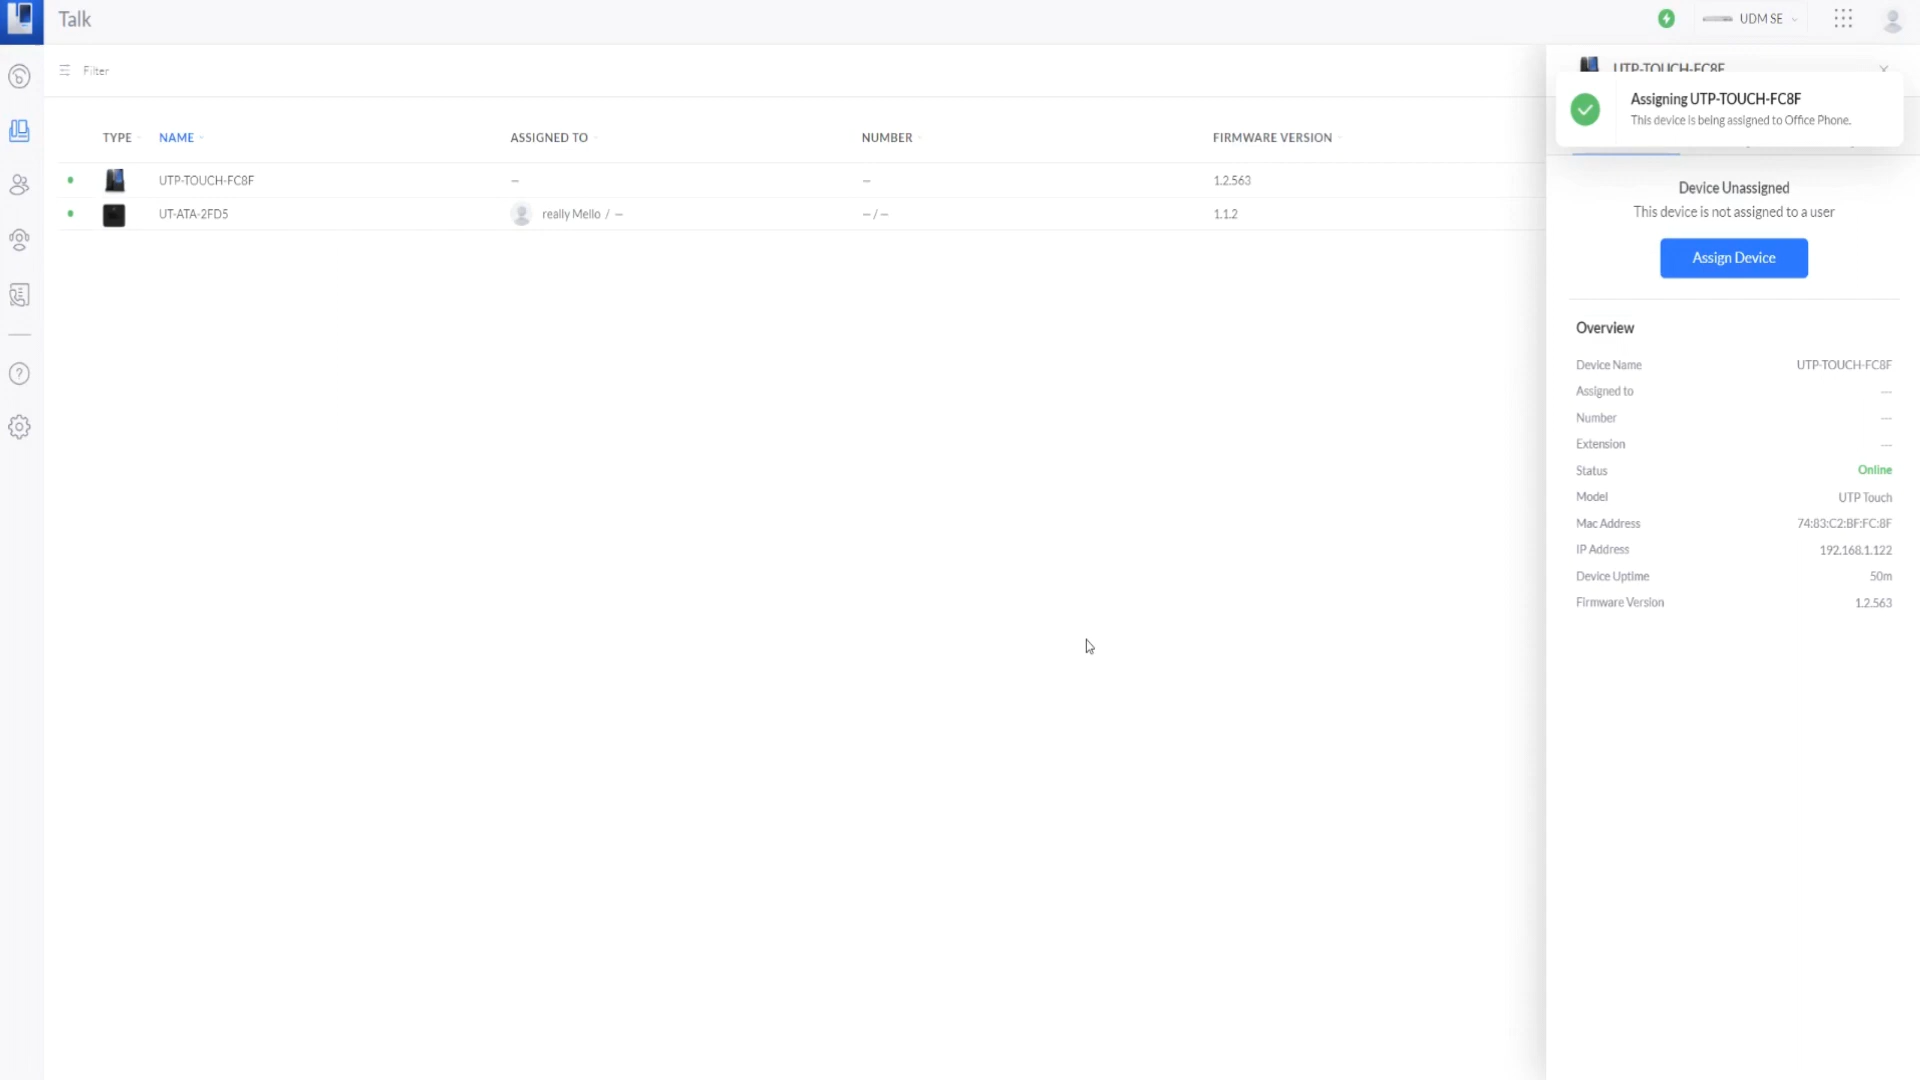 Talk
UDM SE
Filter
UTP-TOUCH-FC8F
Assigning UTP-TOUCH-FC8F
This device is being assigned to Office Phone.
TYPE NAME ASSIGNED TO NUMBER FIRMWARE VERSION
UTP-TOUCH-FC8F — — 1.2.563
UT-ATA-2FD5 really Mello / — — / — 1.1.2
Device Unassigned
This device is not assigned to a user
Assign Device
Overview
Device Name UTP-TOUCH-FC8F
Assigned to —
Number —
Extension —
Status Online
Model UTP Touch
Mac Address 74:83:C2:BF:FC:8F
IP Address 192.168.1.122
Device Uptime 50m
Firmware Version 1.2.563